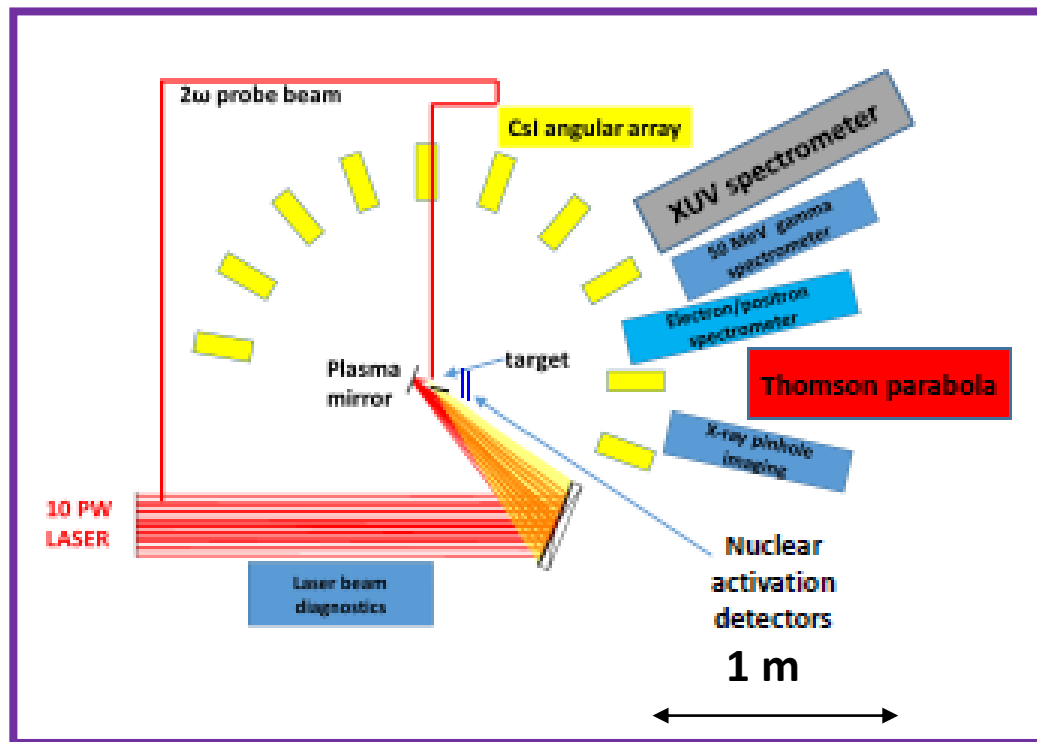 2ω probe beam
CsI angular array
XUV spectrometer
50 MeV gamma
spectrometer
Electron/positron
spectrometer
Plasma
mirror
target
Thomson parabola
X-ray pinhole
imaging
10 PW
LASER
Laser beam
diagnostics
Nuclear
activation
detectors
1 m